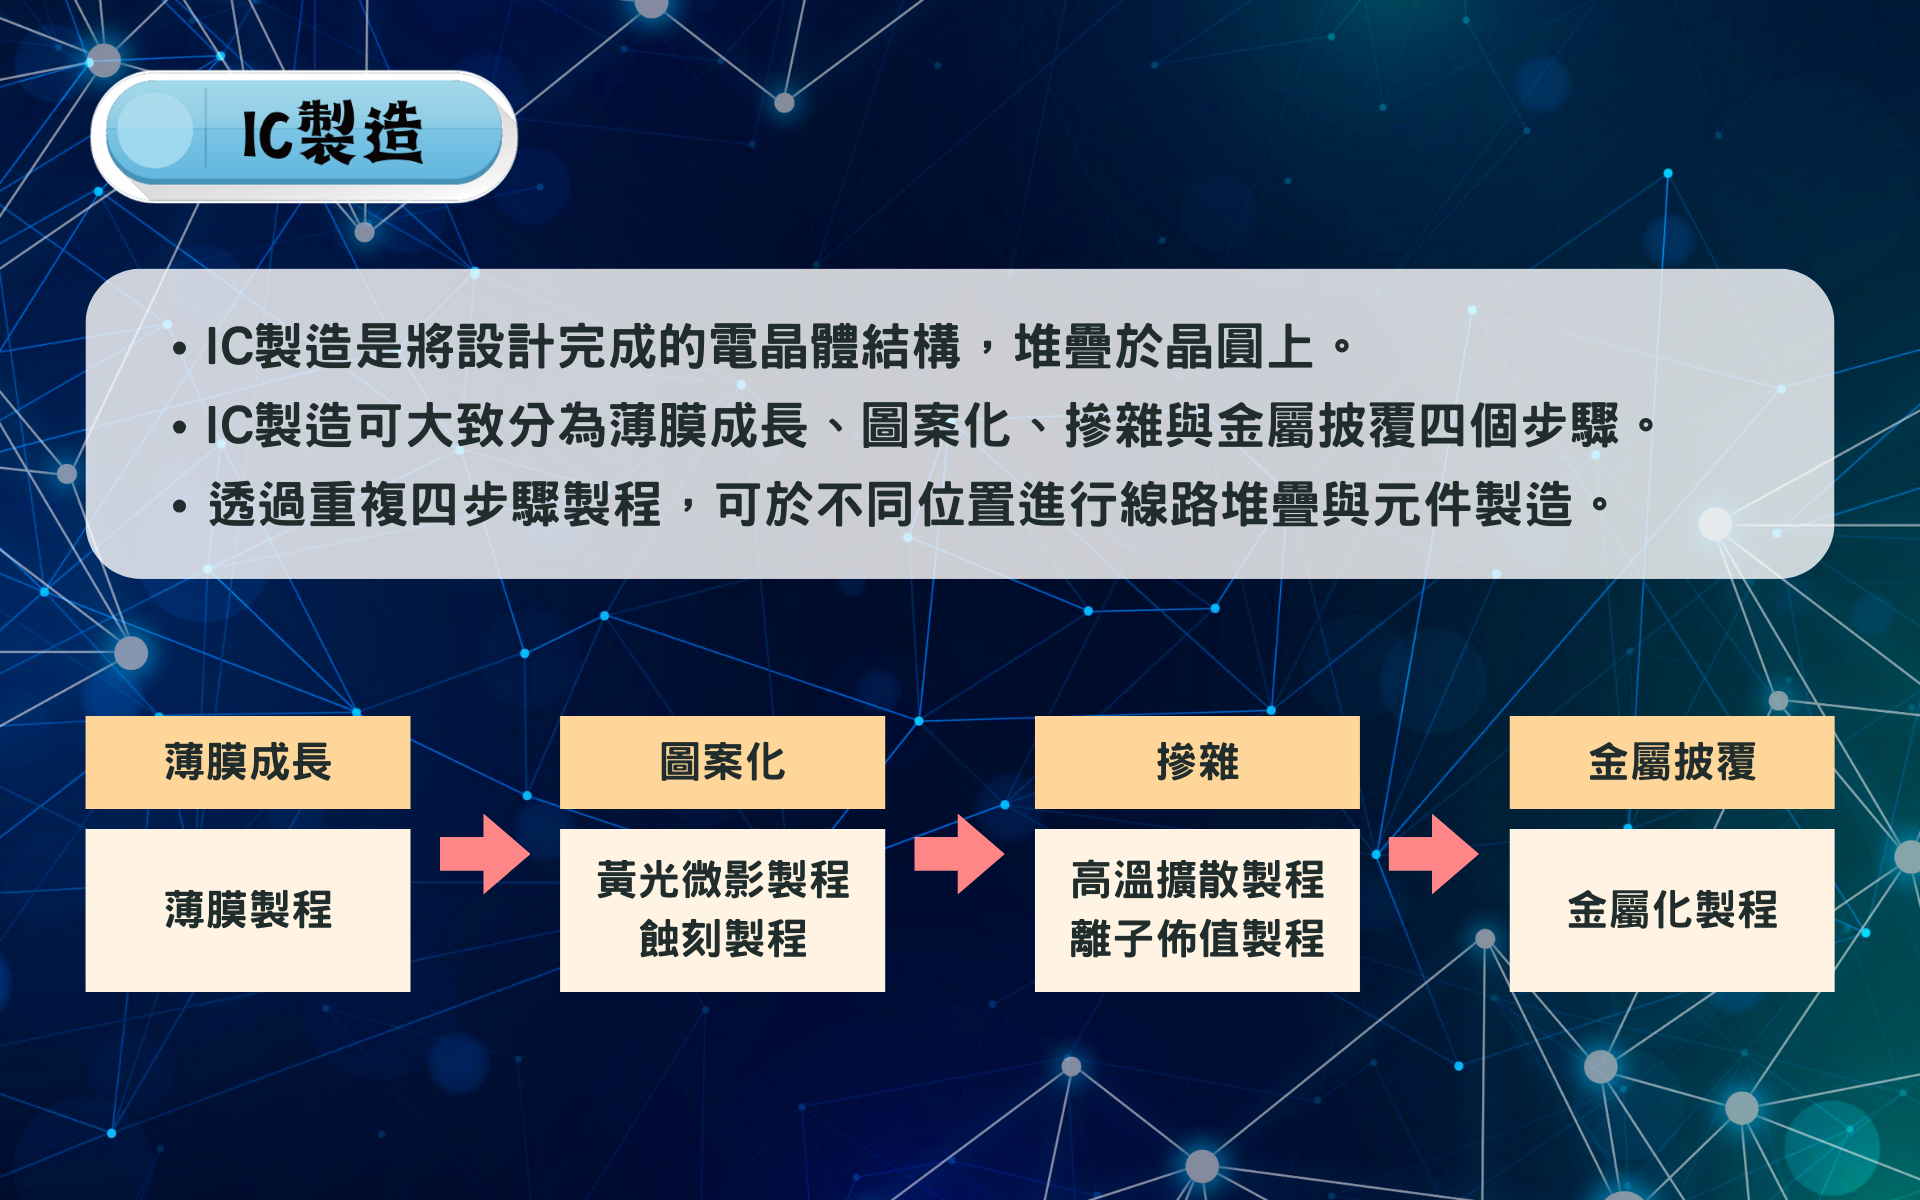 IC製造
• IC製造是將設計完成的電晶體結構，堆疊於晶圓上。
• IC製造可大致分為薄膜成長、圖案化、摻雜與金屬披覆四個步驟。
• 透過重複四步驟製程，可於不同位置進行線路堆疊與元件製造。
薄膜成長
薄膜製程
圖案化
黃光微影製程
蝕刻製程
摻雜
高溫擴散製程
離子佈值製程
金屬披覆
金屬化製程